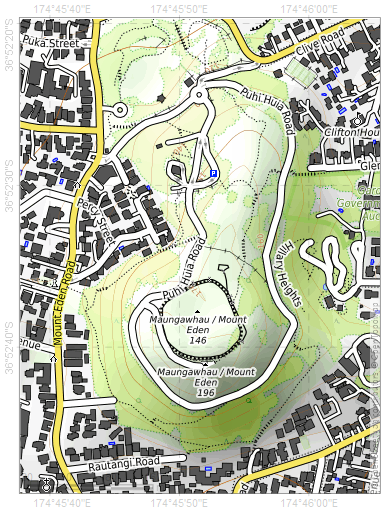 174°45'40"E 174°45'50"E 174°46'00"E
36°52'20"S
36°52'30"S
36°52'40"S
Puka Street
Clive Road
Puhi Huia Road
Clifton Hou
P
Glen
Percy Street
Govern
Hillary Heights
Puhi Huia Road
Mount Eden Road
Maungawhau / Mount
Eden
146
enue
Maungawhau / Mount
Eden
196
Rautangi Road
174°45'40"E 174°45'50"E 174°46'00"E